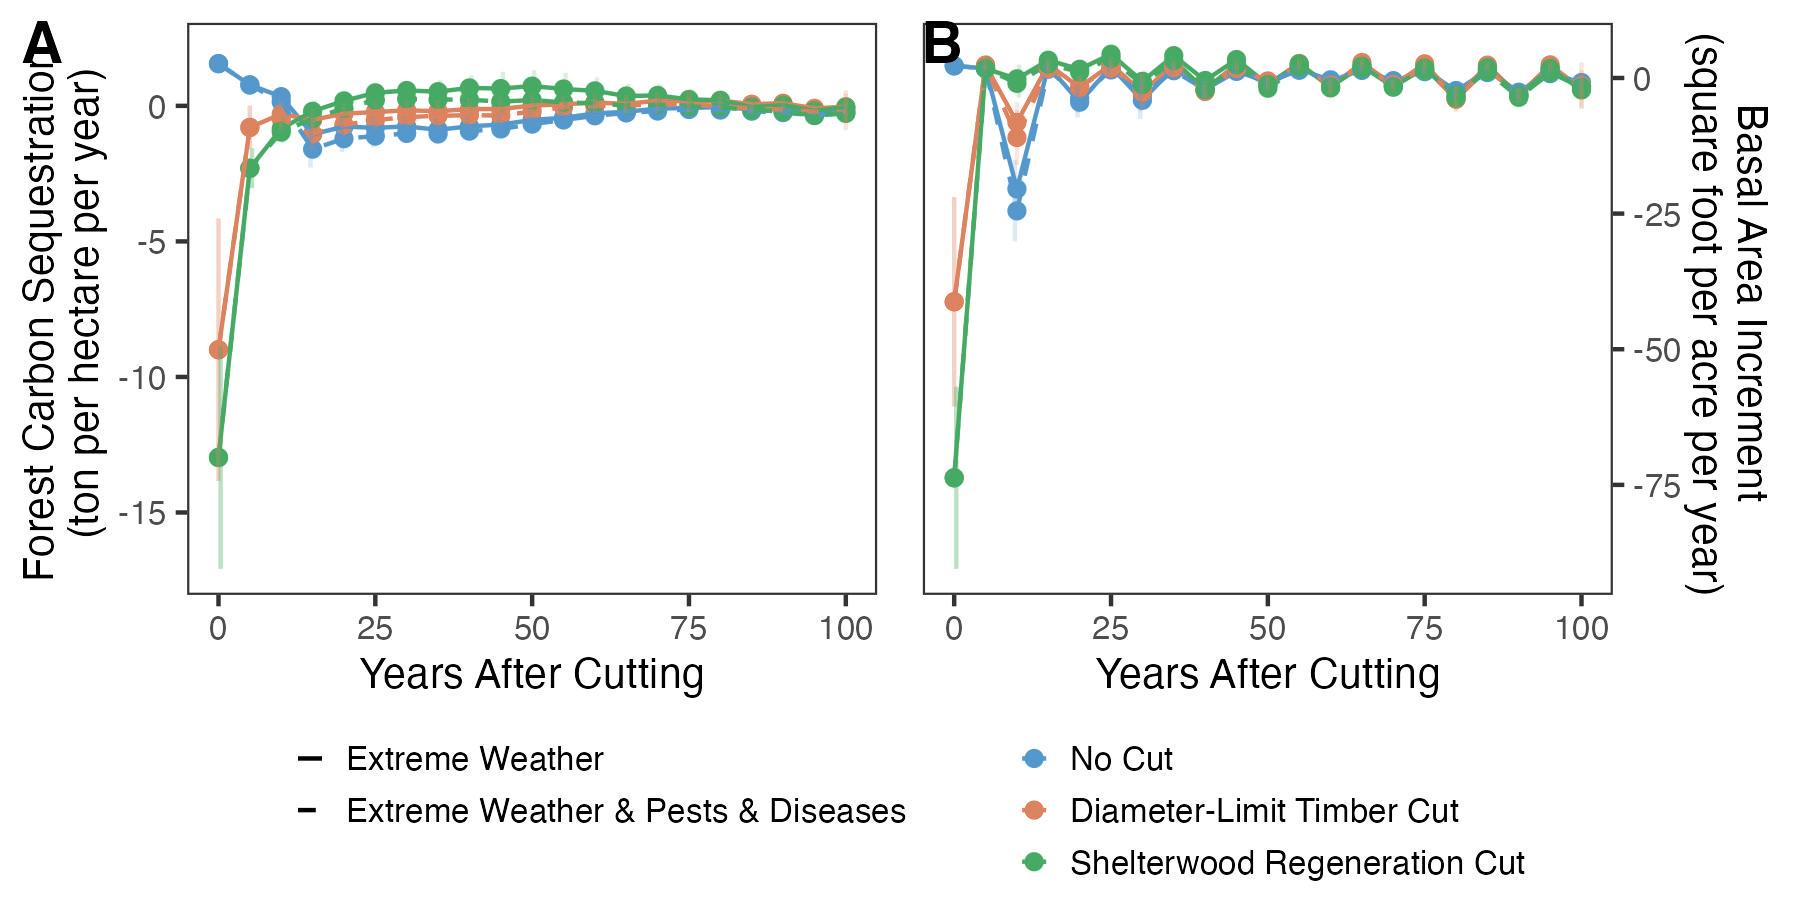 A
B
Forest Carbon Sequestration
(ton per hectare per year)
0
-5
-10
-15
0
25
50
75
100
Years After Cutting
0
-25
-50
-75
Basal Area Increment
(square foot per acre per year)
0
25
50
75
100
Years After Cutting
Extreme Weather
Extreme Weather & Pests & Diseases
No Cut
Diameter-Limit Timber Cut
Shelterwood Regeneration Cut